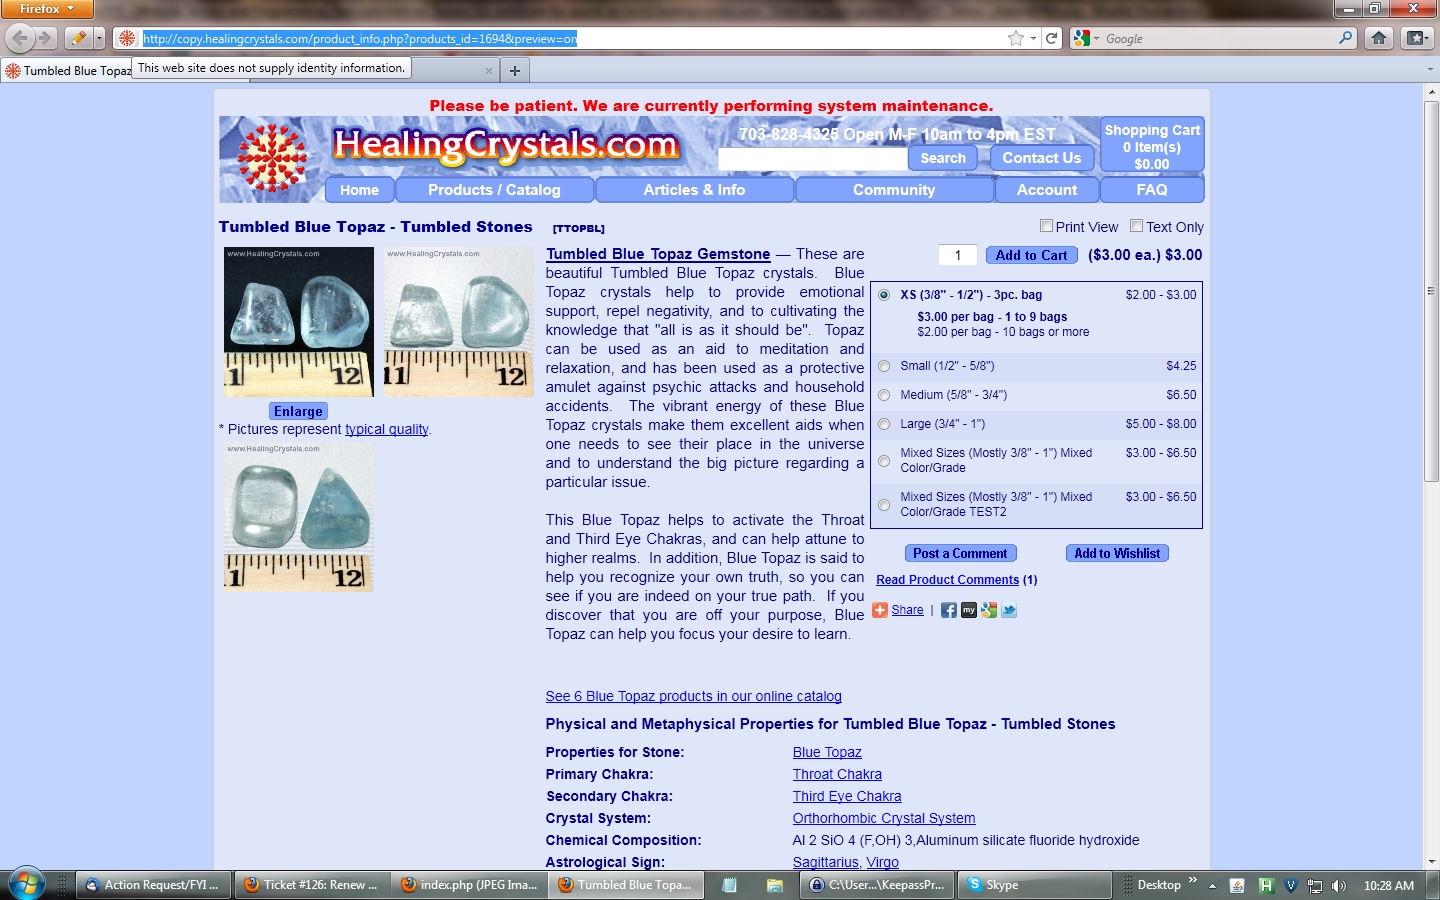 Firefox
http://copy.healingcrystals.com/product_info.php?products_id=1694&preview=on
Google
Tumbled Blue Topaz
This web site does not supply identity information.
Please be patient. We are currently performing system maintenance.
HealingCrystals.com
703-828-4325 Open M-F 10am to 4pm EST
Search
Contact Us
Shopping Cart
0 Item(s)
$0.00
Home
Products / Catalog
Articles & Info
Community
Account
FAQ
Tumbled Blue Topaz - Tumbled Stones [TTOPBL]
Print View Text Only
www.HealingCrystals.com
11 12
www.HealingCrystals.com
11 12
Enlarge
* Pictures represent typical quality.
www.HealingCrystals.com
11 12
Tumbled Blue Topaz Gemstone — These are
beautiful Tumbled Blue Topaz crystals. Blue
Topaz crystals help to provide emotional
support, repel negativity, and to cultivating the
knowledge that "all is as it should be". Topaz
can be used as an aid to meditation and
relaxation, and has been used as a protective
amulet against psychic attacks and household
accidents. The vibrant energy of these Blue
Topaz crystals make them excellent aids when
one needs to see their place in the universe
and to understand the big picture regarding a
particular issue.
This Blue Topaz helps to activate the Throat
and Third Eye Chakras, and can help attune to
higher realms. In addition, Blue Topaz is said to
help you recognize your own truth, so you can
see if you are indeed on your true path. If you
discover that you are off your purpose, Blue
Topaz can help you focus your desire to learn.
1 Add to Cart ($3.00 ea.) $3.00
XS (3/8" - 1/2") - 3pc. bag $2.00 - $3.00
$3.00 per bag - 1 to 9 bags
$2.00 per bag - 10 bags or more
Small (1/2" - 5/8") $4.25
Medium (5/8" - 3/4") $6.50
Large (3/4" - 1") $5.00 - $8.00
Mixed Sizes (Mostly 3/8" - 1") Mixed $3.00 - $6.50
Color/Grade
Mixed Sizes (Mostly 3/8" - 1") Mixed $3.00 - $6.50
Color/Grade TEST2
Post a Comment
Add to Wishlist
Read Product Comments (1)
Share |
my
See 6 Blue Topaz products in our online catalog
Physical and Metaphysical Properties for Tumbled Blue Topaz - Tumbled Stones
Properties for Stone: Blue Topaz
Primary Chakra: Throat Chakra
Secondary Chakra: Third Eye Chakra
Crystal System: Orthorhombic Crystal System
Chemical Composition: Al 2 SiO 4 (F,OH) 3,Aluminum silicate fluoride hydroxide
Astrological Sign: Sagittarius, Virgo
Action Request/FYI ...
Ticket #126: Renew ...
index.php (JPEG Ima...
Tumbled Blue Topa...
C:\User...\KeepassPr...
Skype
Desktop
10:28 AM